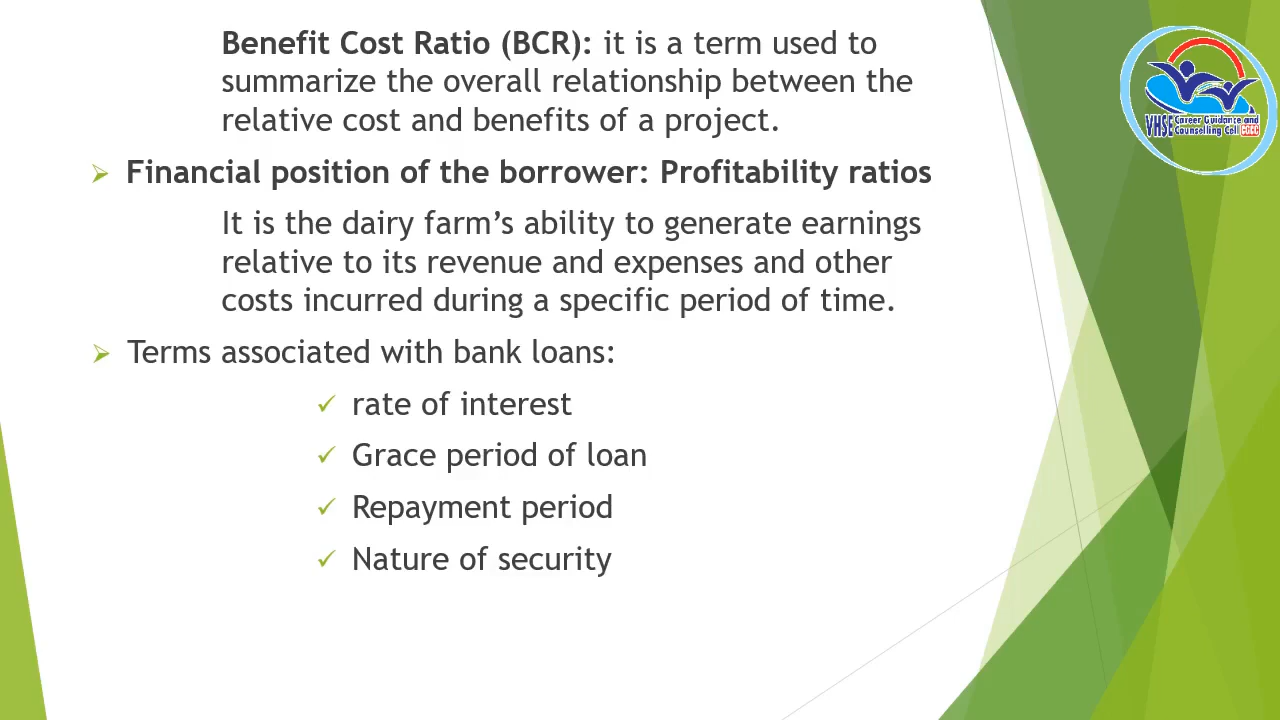 Benefit Cost Ratio (BCR): it is a term used to
summarize the overall relationship between the
relative cost and benefits of a project.
Financial position of the borrower: Profitability ratios
It is the dairy farm’s ability to generate earnings
relative to its revenue and expenses and other
costs incurred during a specific period of time.
Terms associated with bank loans:
rate of interest
Grace period of loan
Repayment period
Nature of security
VHSE Career Guidance and
Counselling Cell CGCC